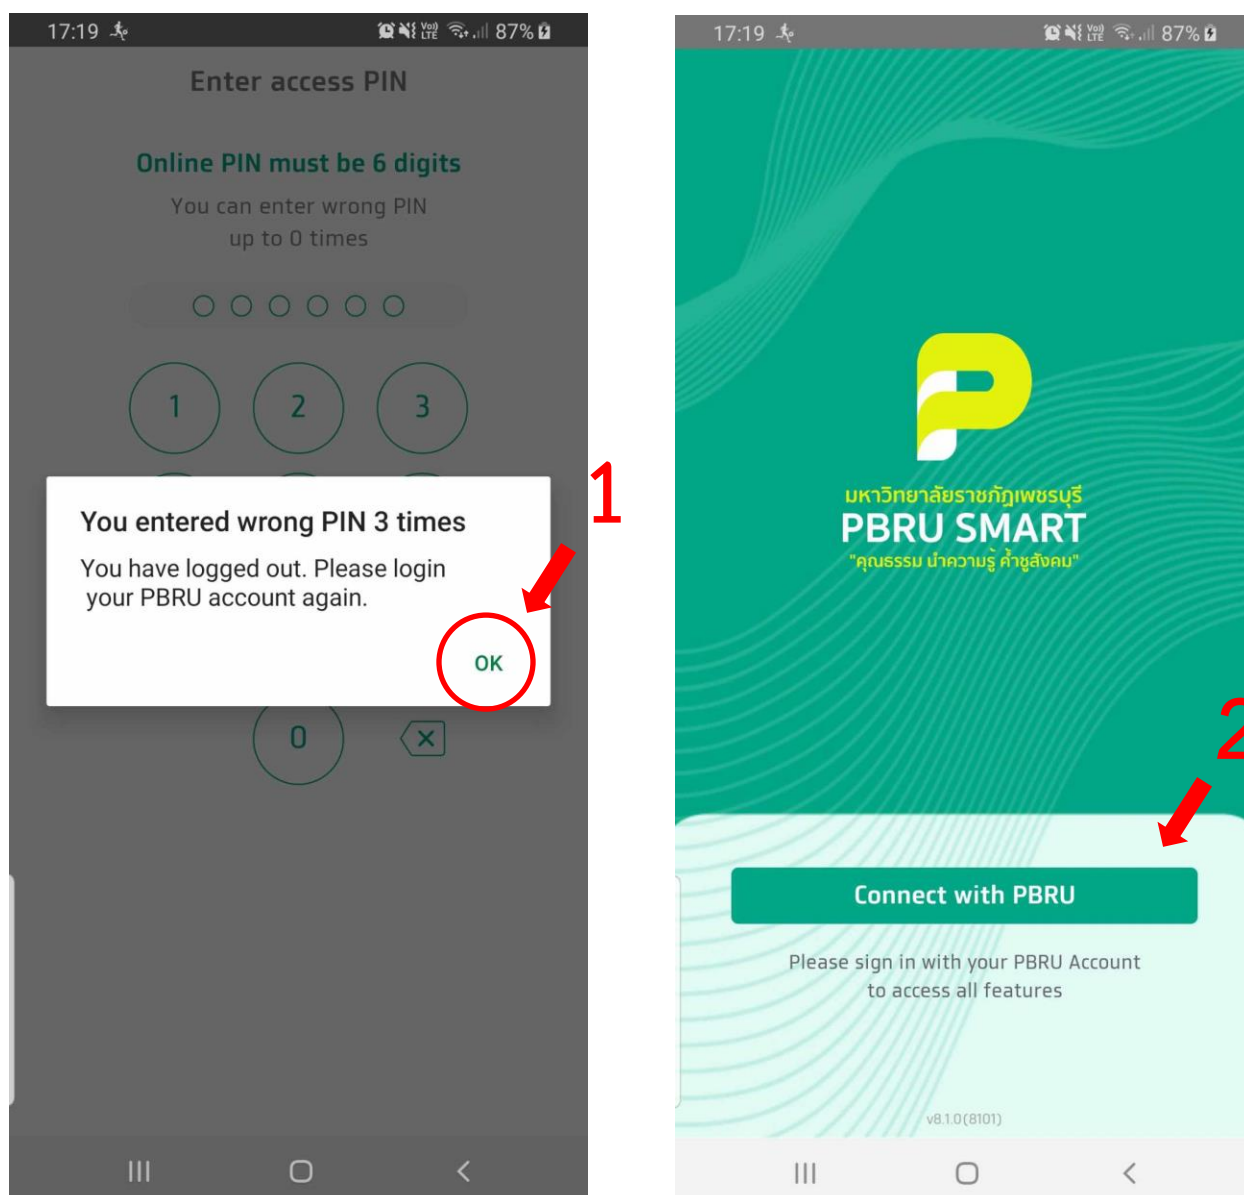 17:19
87%
Enter access PIN
Online PIN must be 6 digits
You can enter wrong PIN
up to 0 times
1 2 3
You entered wrong PIN 3 times
You have logged out. Please login
your PBRU account again.
OK
0
1
17:19
87%
มหาวิทยาลัยราชภัฏเพชรบุรี
PBRU SMART
"คุณธรรม นำความรู้ ค้ำชูสังคม"
2
Connect with PBRU
Please sign in with your PBRU Account
to access all features
v8.1.0(8101)